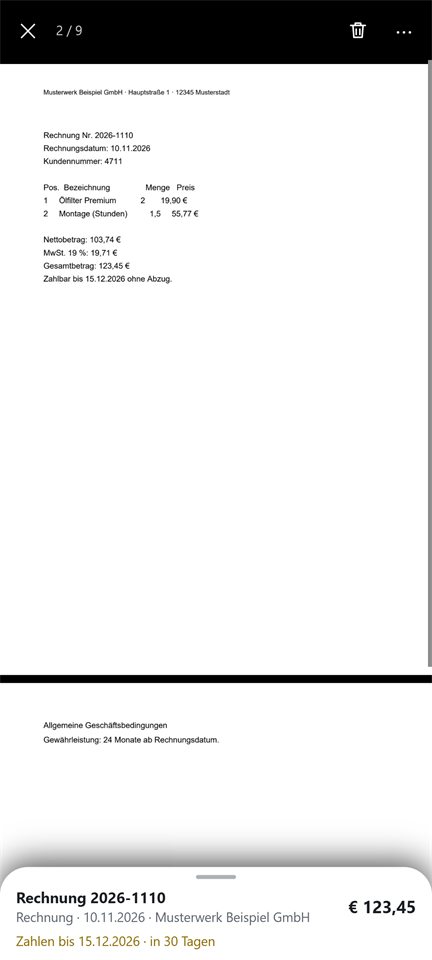 2 / 9
Musterwerk Beispiel GmbH · Hauptstraße 1 · 12345 Musterstadt
Rechnung Nr. 2026-1110
Rechnungsdatum: 10.11.2026
Kundennummer: 4711
Pos. Bezeichnung Menge Preis
1 Ölfilter Premium 2 19,90 €
2 Montage (Stunden) 1,5 55,77 €
Nettobetrag: 103,74 €
MwSt. 19 %: 19,71 €
Gesamtbetrag: 123,45 €
Zahlbar bis 15.12.2026 ohne Abzug.
Allgemeine Geschäftsbedingungen
Gewährleistung: 24 Monate ab Rechnungsdatum.
Rechnung 2026-1110
Rechnung · 10.11.2026 · Musterwerk Beispiel GmbH
€ 123,45
Zahlen bis 15.12.2026 · in 30 Tagen